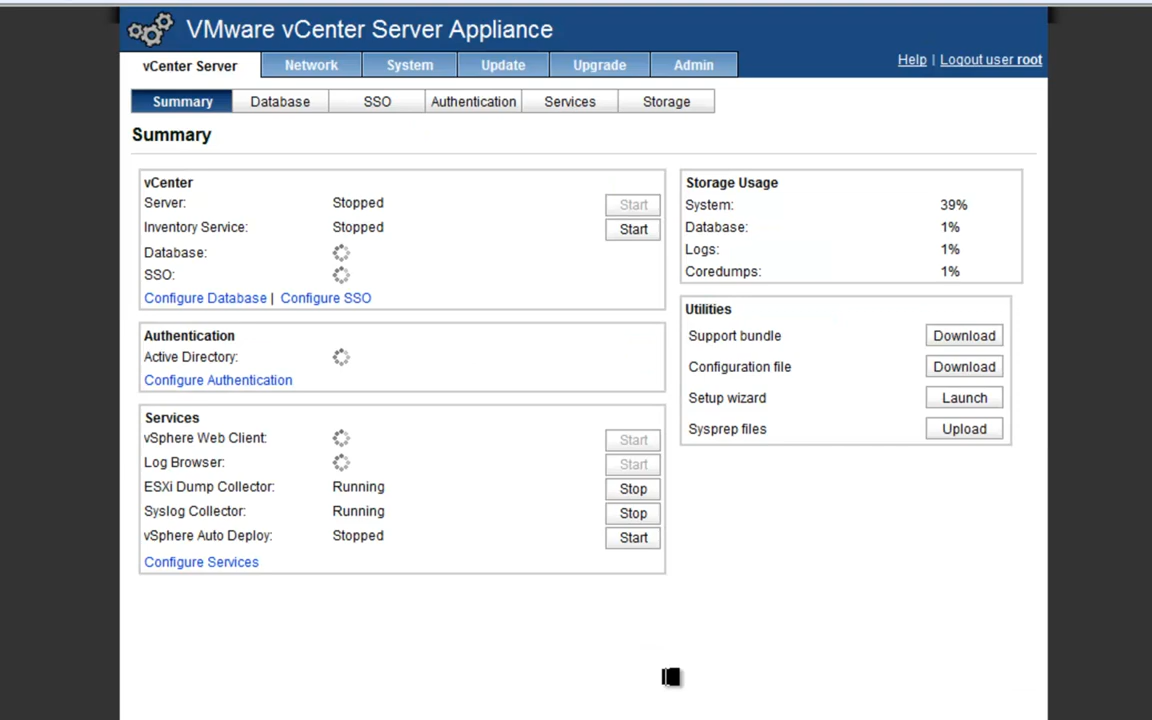 VMware vCenter Server Appliance
vCenter Server Network System Update Upgrade Admin
Help | Logout user root
Summary Database SSO Authentication Services Storage
Summary
vCenter
Server: Stopped Start
Inventory Service: Stopped Start
Database:
SSO:
Configure Database | Configure SSO
Authentication
Active Directory:
Configure Authentication
Services
vSphere Web Client: Start
Log Browser: Start
ESXi Dump Collector: Running Stop
Syslog Collector: Running Stop
vSphere Auto Deploy: Stopped Start
Configure Services
Storage Usage
System: 39%
Database: 1%
Logs: 1%
Coredumps: 1%
Utilities
Support bundle Download
Configuration file Download
Setup wizard Launch
Sysprep files Upload